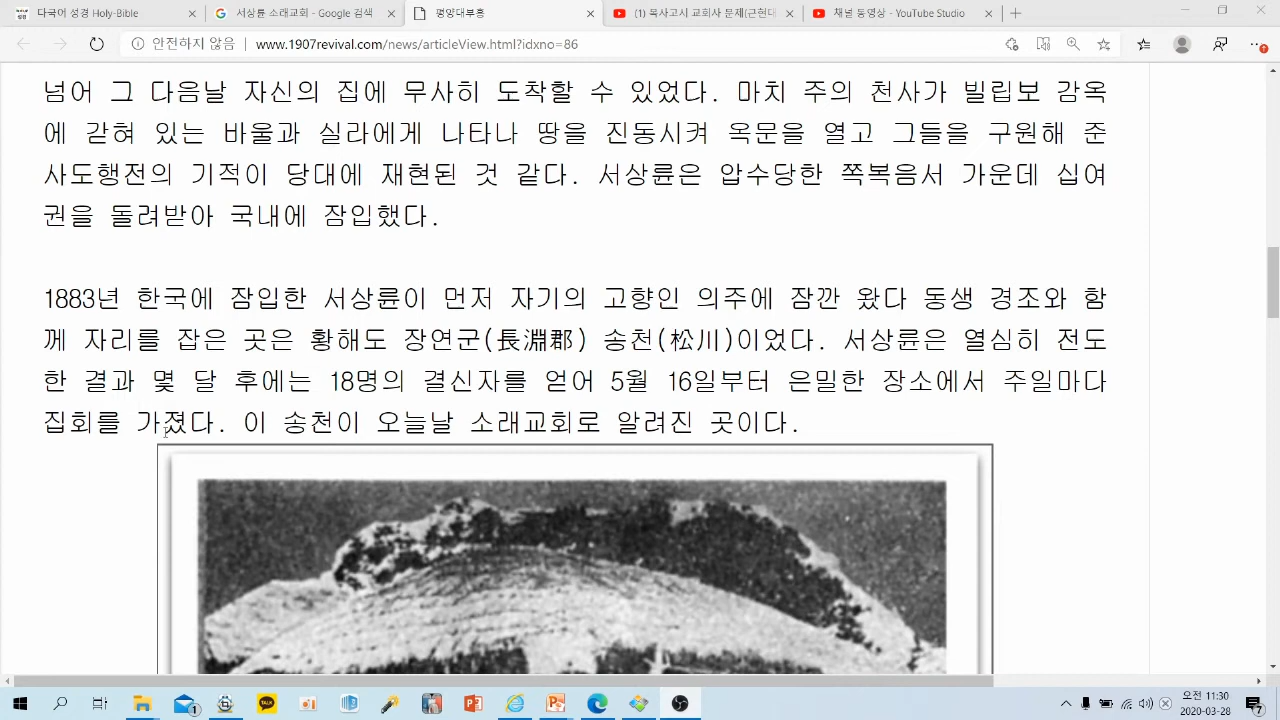 다국어 성경 Holy-Bible
서상륜 소래교회 - Google 검색
평양대부흥
(1) 목사고시 교회사 문제(근현대
채널 동영상 - YouTube Studio
안전하지 않음 www.1907revival.com/news/articleView.html?idxno=86
넘어 그 다음날 자신의 집에 무사히 도착할 수 있었다. 마치 주의 천사가 빌립보 감옥
에 갇혀 있는 바울과 실라에게 나타나 땅을 진동시켜 옥문을 열고 그들을 구원해 준
사도행전의 기적이 당대에 재현된 것 같다. 서상륜은 압수당한 쪽복음서 가운데 십여
권을 돌려받아 국내에 잠입했다.
1883년 한국에 잠입한 서상륜이 먼저 자기의 고향인 의주에 잠깐 왔다 동생 경조와 함
께 자리를 잡은 곳은 황해도 장연군(長淵郡) 송천(松川)이었다. 서상륜은 열심히 전도
한 결과 몇 달 후에는 18명의 결신자를 얻어 5월 16일부터 은밀한 장소에서 주일마다
집회를 가졌다. 이 송천이 오늘날 소래교회로 알려진 곳이다.
오전 11:30
2020-03-28